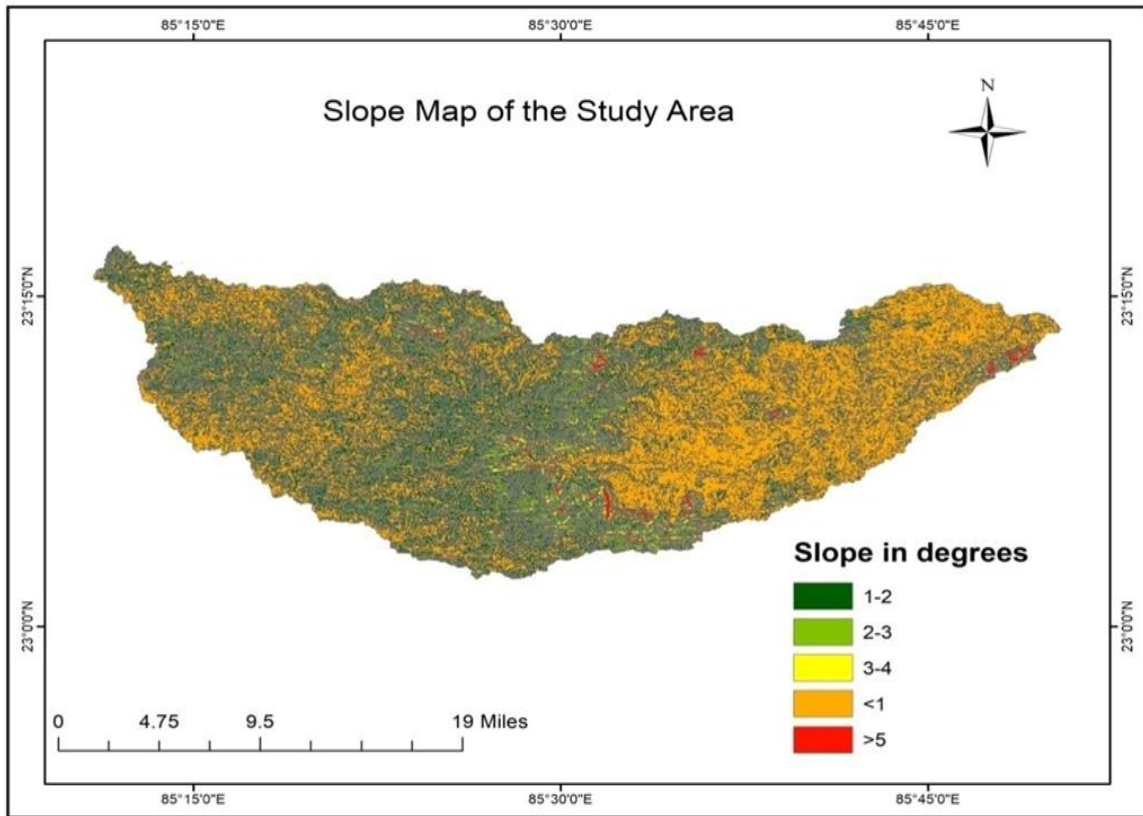 85°15'0"E 85°30'0"E 85°45'0"E
Slope Map of the Study Area
N
23°15'0"N 23°15'0"N
Slope in degrees
1-2
2-3
3-4
<1
>5
23°0'0"N 23°0'0"N
0 4.75 9.5 19 Miles
85°15'0"E 85°30'0"E 85°45'0"E